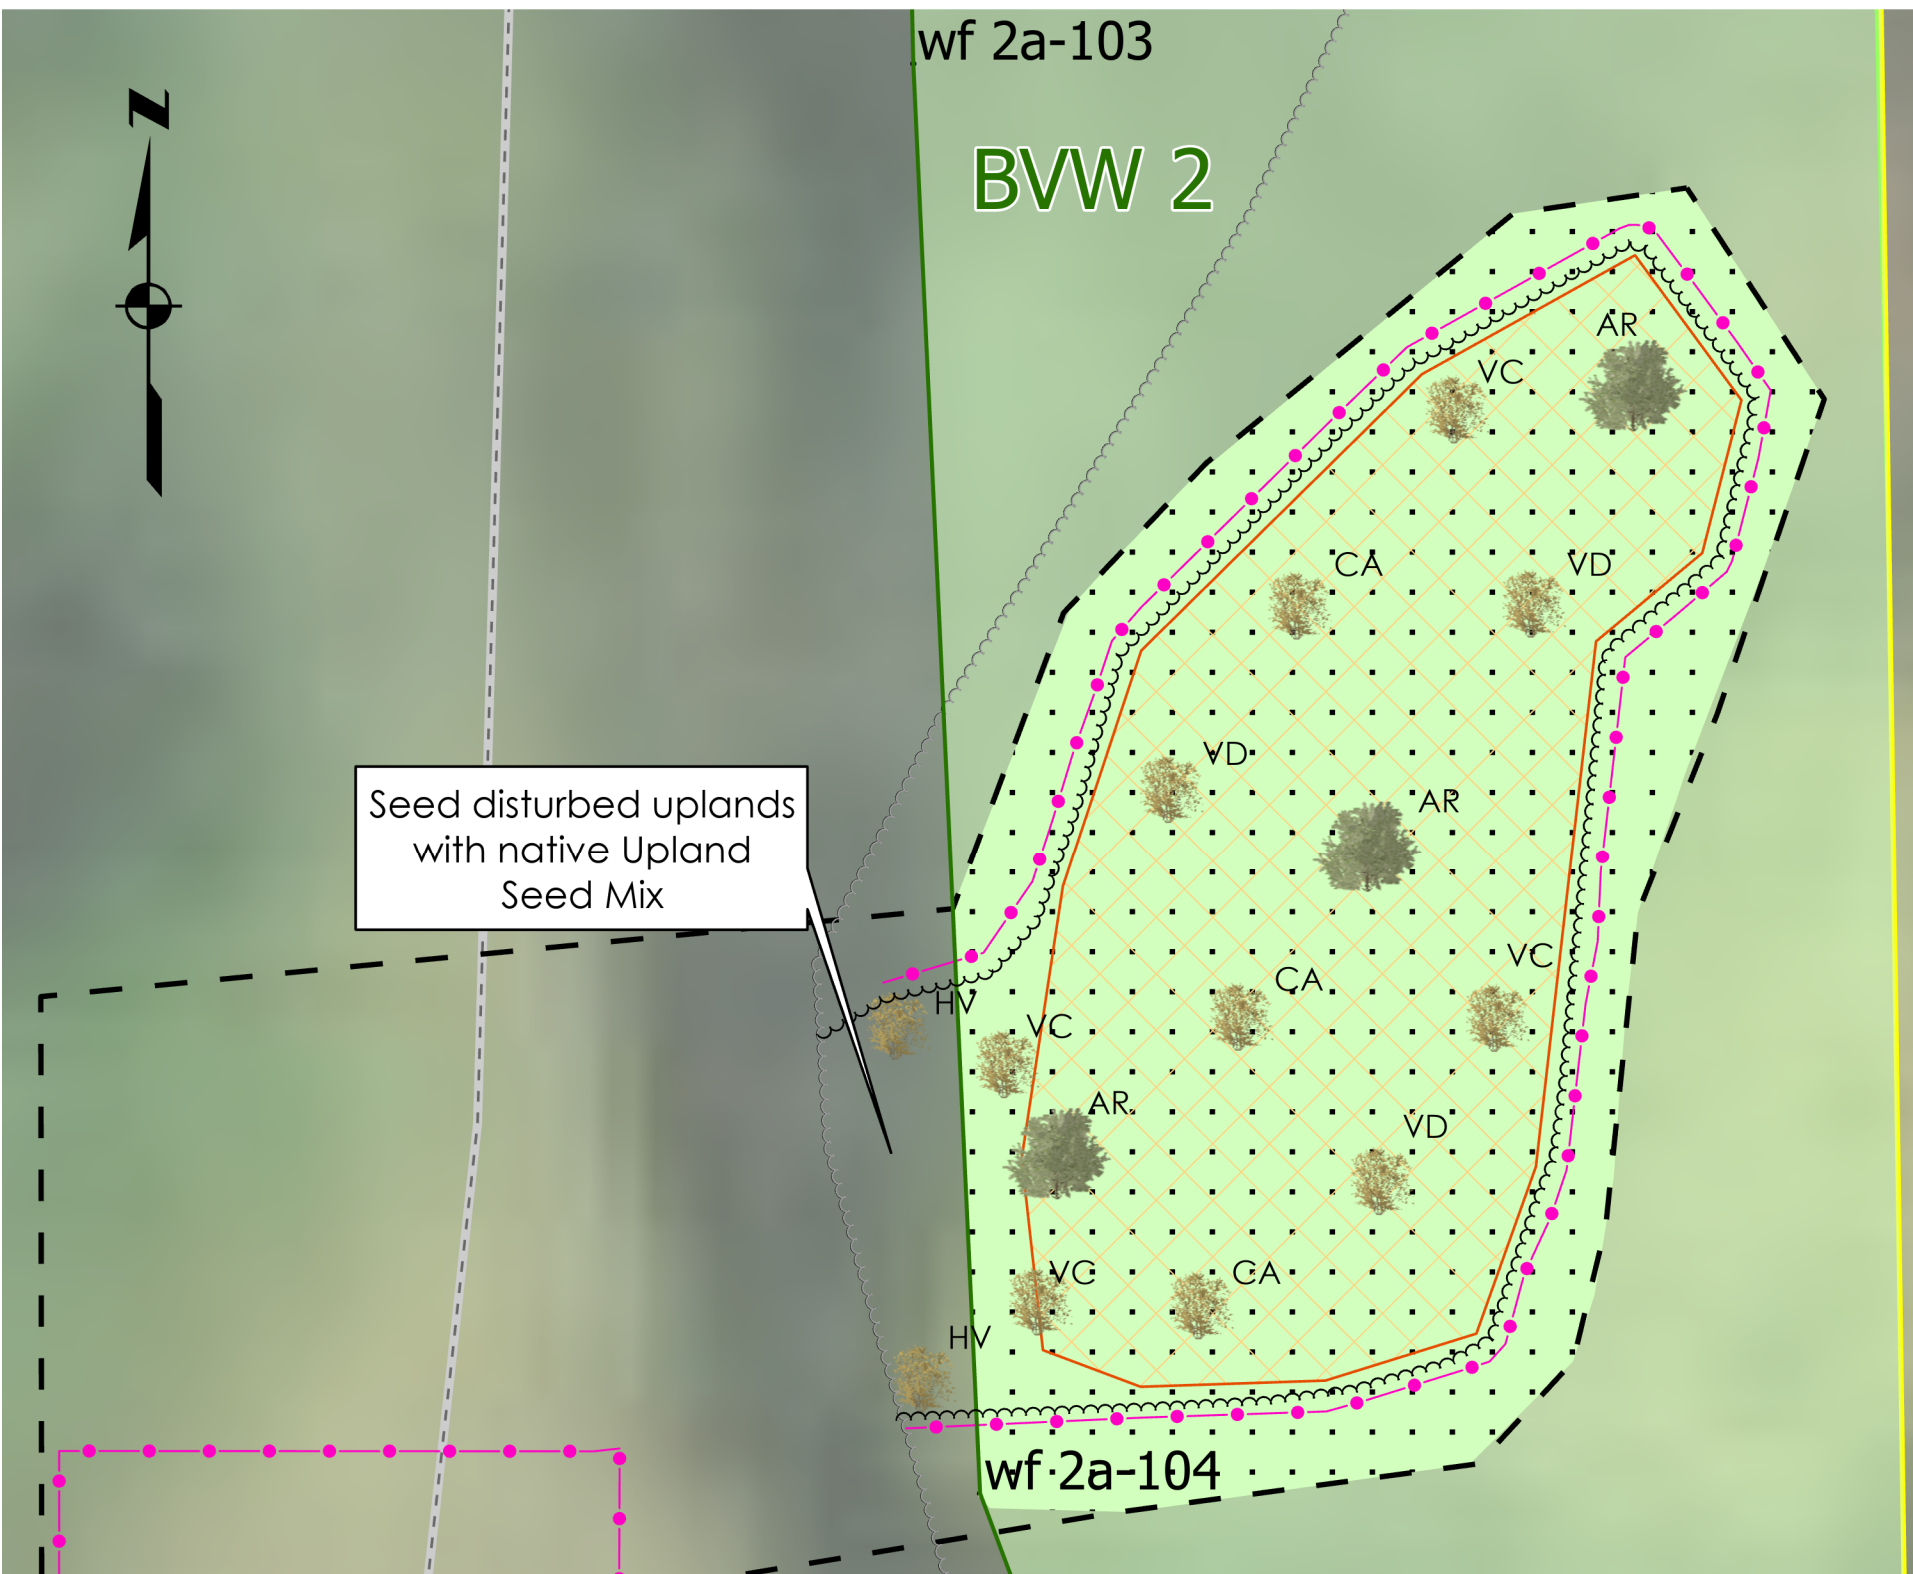 wf 2a-103
N
BVW 2
AR
VC
CA
VD
VD
AR
Seed disturbed uplands
with native Upland
Seed Mix
VC
CA
HV
VC
AR
VD
VC
CA
HV
wf 2a-104